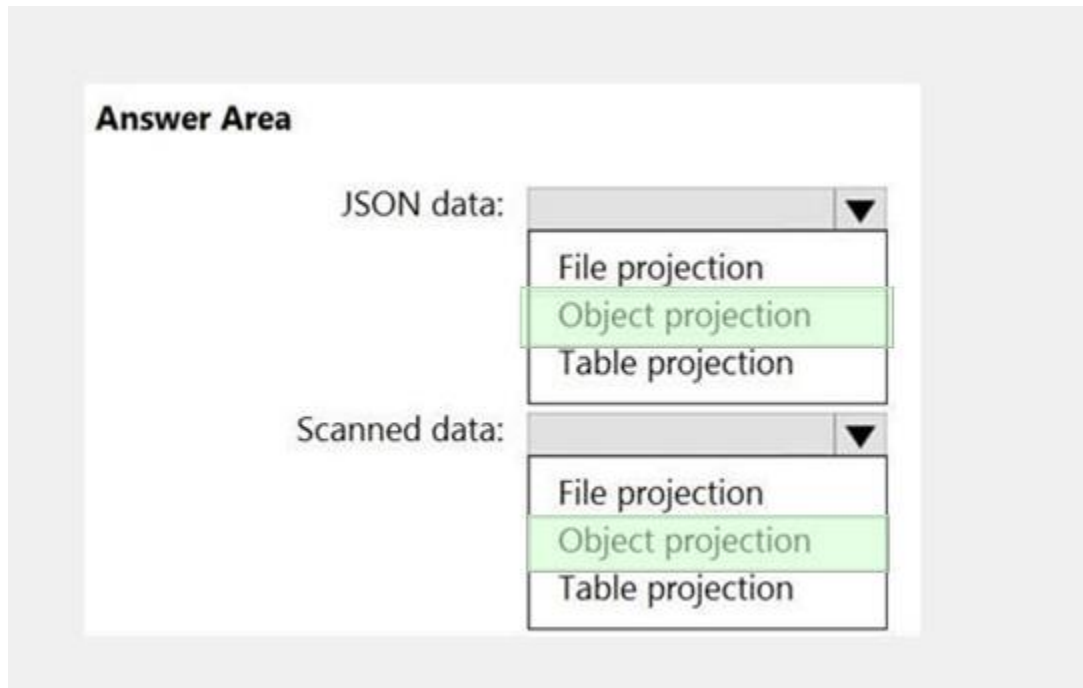 Answer Area
JSON data:
File projection
Object projection
Table projection
Scanned data:
File projection
Object projection
Table projection